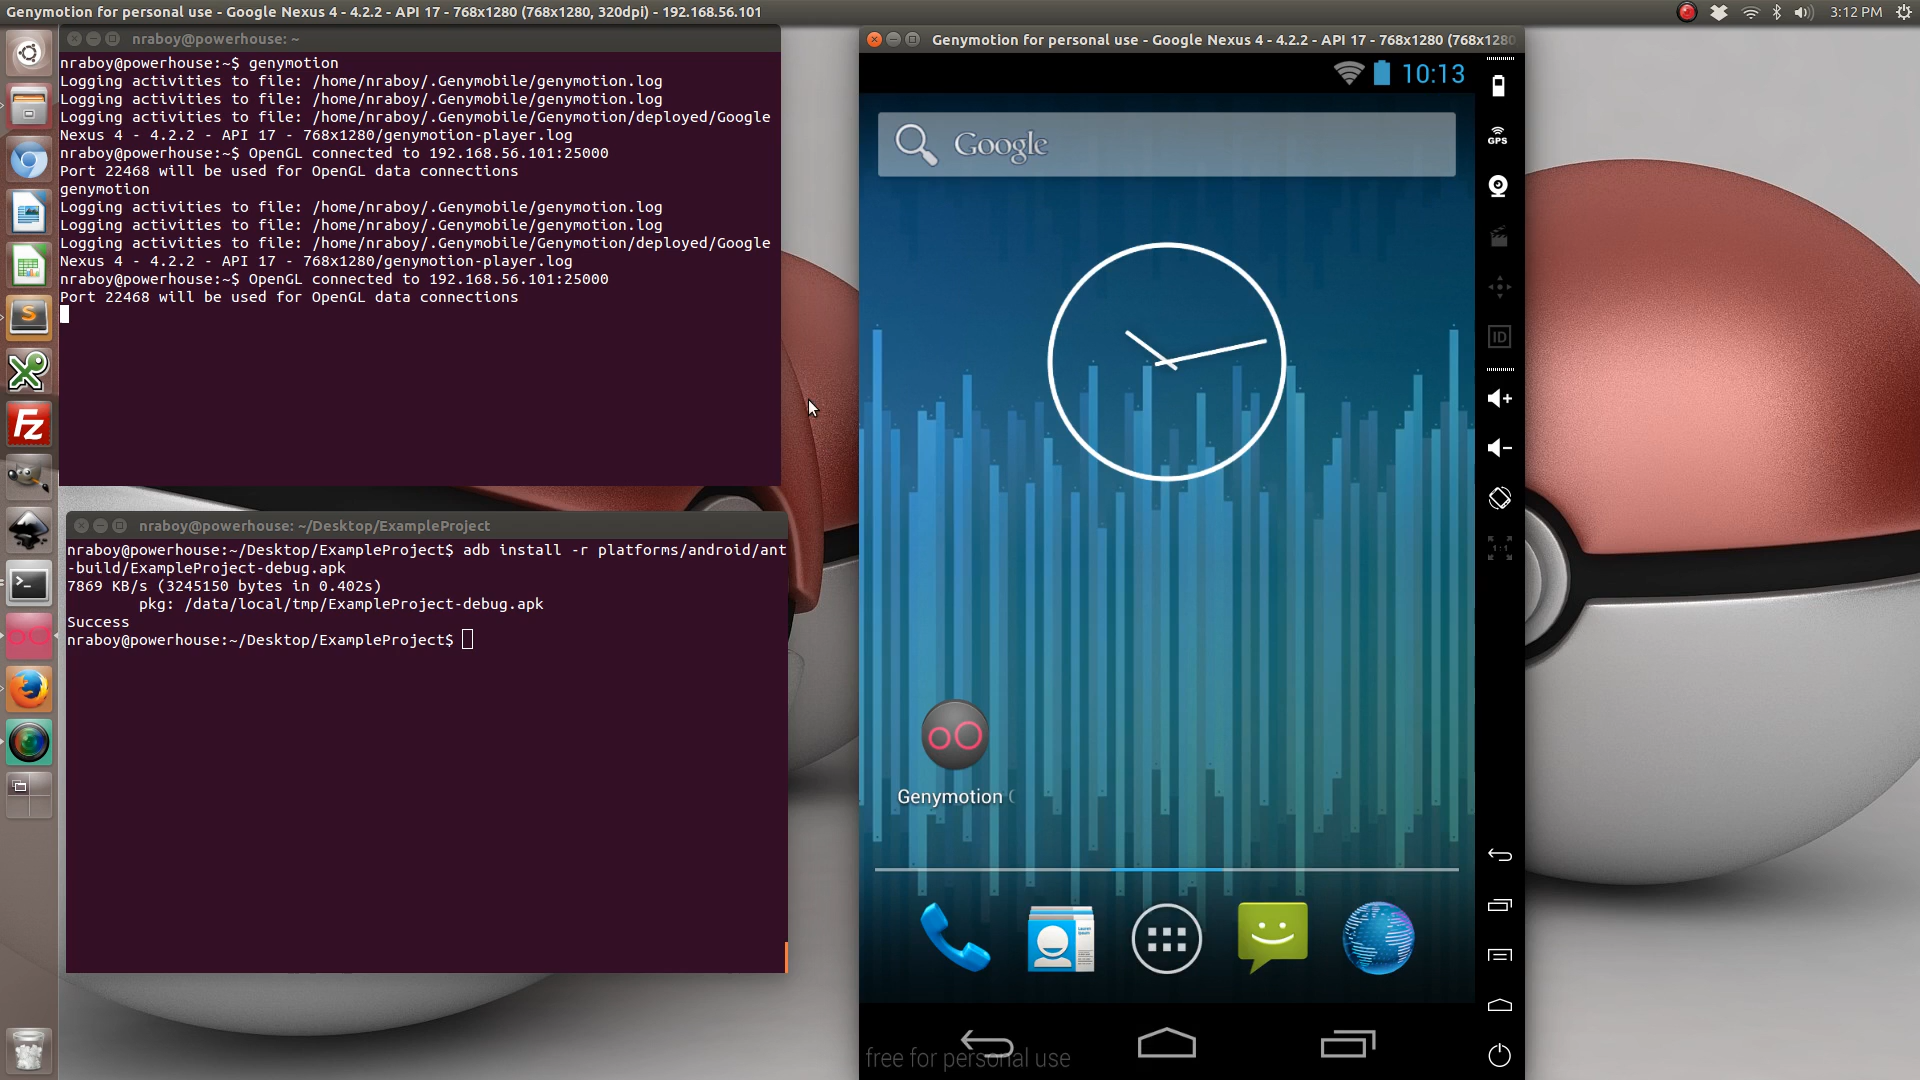 Genymotion for personal use - Google Nexus 4 - 4.2.2 - API 17 - 768x1280 (768x1280, 320dpi) - 192.168.56.101
3:12 PM
nraboy@powerhouse: ~
nraboy@powerhouse:~$ genymotion
Logging activities to file: /home/nraboy/.Genymobile/genymotion.log
Logging activities to file: /home/nraboy/.Genymobile/genymotion.log
Logging activities to file: /home/nraboy/.Genymobile/Genymotion/deployed/Google
Nexus 4 - 4.2.2 - API 17 - 768x1280/genymotion-player.log
nraboy@powerhouse:~$ OpenGL connected to 192.168.56.101:25000
Port 22468 will be used for OpenGL data connections
genymotion
Logging activities to file: /home/nraboy/.Genymobile/genymotion.log
Logging activities to file: /home/nraboy/.Genymobile/genymotion.log
Logging activities to file: /home/nraboy/.Genymobile/Genymotion/deployed/Google
Nexus 4 - 4.2.2 - API 17 - 768x1280/genymotion-player.log
nraboy@powerhouse:~$ OpenGL connected to 192.168.56.101:25000
Port 22468 will be used for OpenGL data connections
nraboy@powerhouse: ~/Desktop/ExampleProject
nraboy@powerhouse:~/Desktop/ExampleProject$ adb install -r platforms/android/ant
-build/ExampleProject-debug.apk
7869 KB/s (3245150 bytes in 0.402s)
pkg: /data/local/tmp/ExampleProject-debug.apk
Success
nraboy@powerhouse:~/Desktop/ExampleProject$
Genymotion for personal use - Google Nexus 4 - 4.2.2 - API 17 - 768x1280 (768x1280
10:13
Google
Genymotion
free for personal use
GPS
ID
1:1
S
Fz